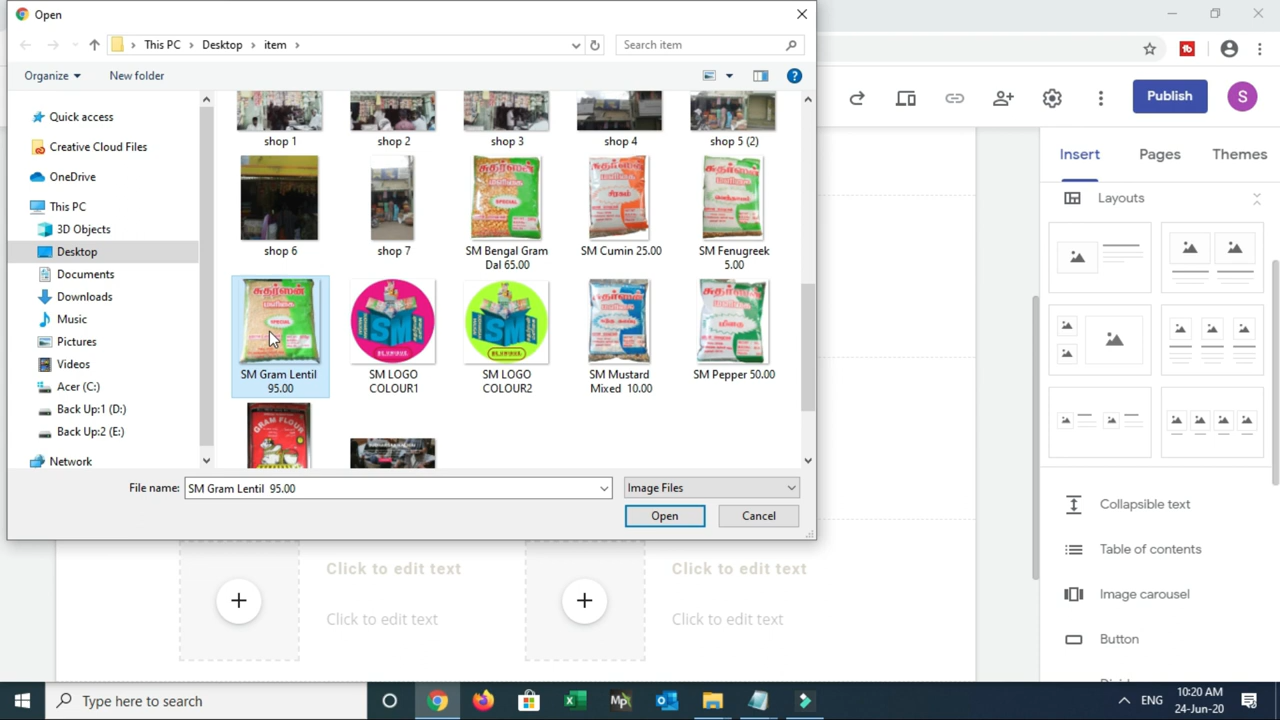 Open
This PC
Desktop
item
Search item
Organize
New folder
?
Quick access
Creative Cloud Files
OneDrive
This PC
3D Objects
Desktop
Documents
Downloads
Music
Pictures
Videos
Acer (C:)
Back Up:1 (D:)
Back Up:2 (E:)
Network
shop 1
shop 2
shop 3
shop 4
shop 5 (2)
shop 6
shop 7
SM Bengal Gram
Dal 65.00
SM Cumin 25.00
SM Fenugreek
5.00
SPECIAL
SPECIAL
SM
SM
SM Gram Lentil
95.00
SM LOGO
COLOUR1
SM LOGO
COLOUR2
SM Mustard
Mixed 10.00
SM Pepper 50.00
GRAM FLOUR
File name:
SM Gram Lentil 95.00
Image Files
Open
Cancel
Publish
S
Insert
Pages
Themes
Layouts
Collapsible text
Table of contents
Image carousel
Button
Click to edit text
Click to edit text
Click to edit text
Click to edit text
Type here to search
ENG
10:20 AM
24-Jun-20